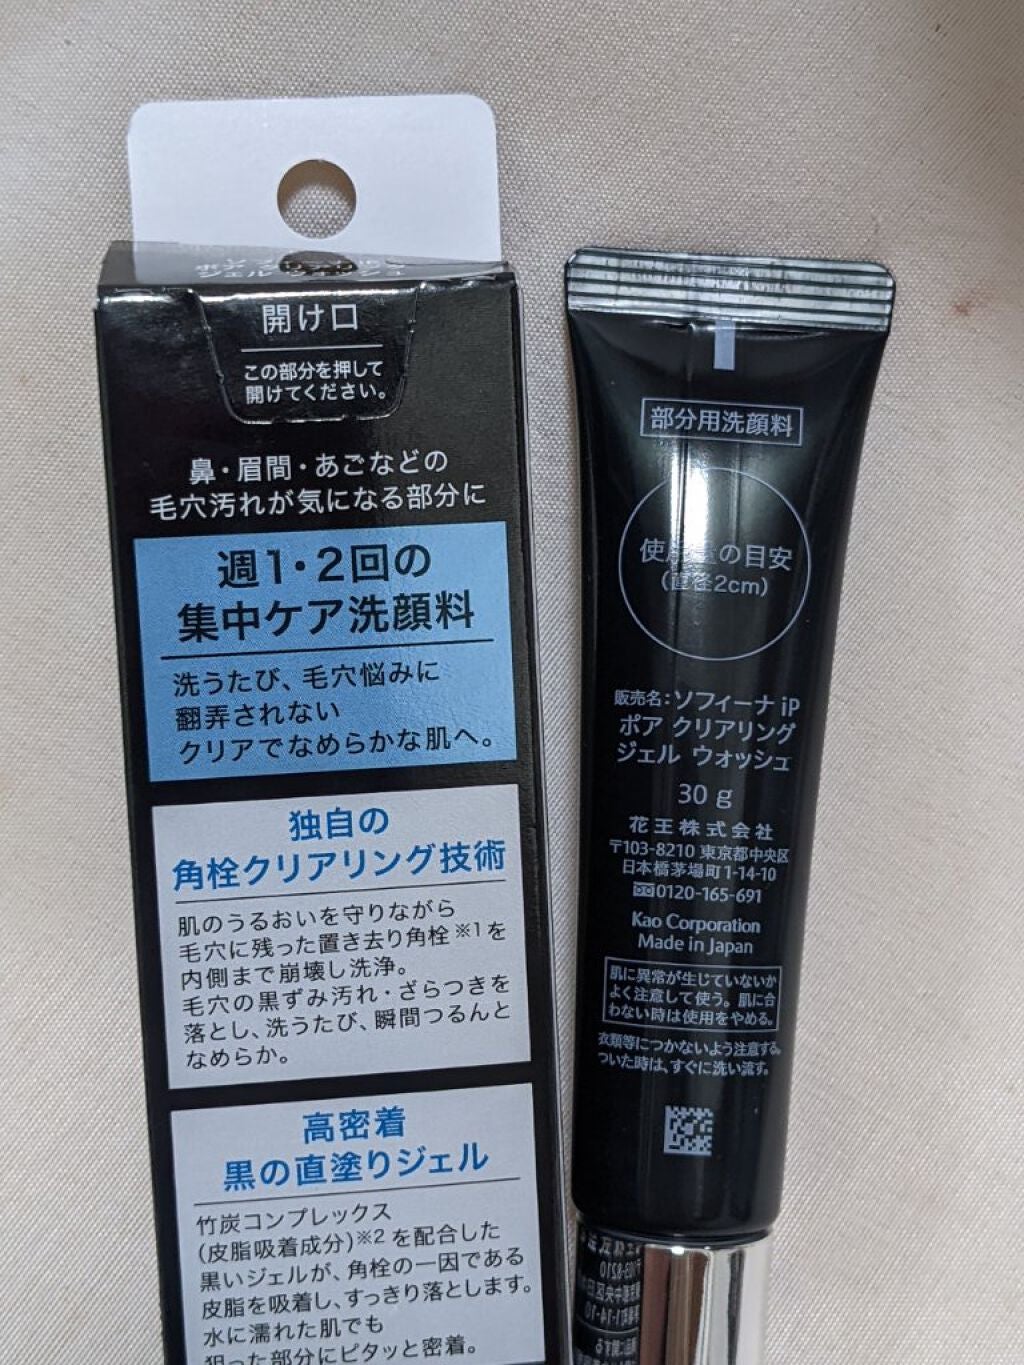 開け口
この部分を押して
開けてください。
鼻・眉間・あごなどの
毛穴汚れが気になる部分に
週1・2回の
集中ケア洗顔料
洗うたび、毛穴悩みに
翻弄されない
クリアでなめらかな肌へ。
独自の
角栓クリアリング技術
肌のうるおいを守りながら
毛穴に残った置き去り角栓※1を
内側まで崩壊し洗浄。
毛穴の黒ずみ汚れ・ざらつきを
落とし、洗うたび、瞬間つるんと
なめらか。
高密着
黒の直塗りジェル
竹炭コンプレックス
(皮脂吸着成分)※2を配合した
黒いジェルが、角栓の一因である
皮脂を吸着し、すっきり落とします。
水に濡れた肌でも
狙った部分にピタッと密着。
部分用洗顔料
使用量の目安
(直径2cm)
販売名:ソフィーナ iP
ポア クリアリング
ジェル ウォッシュ
30 g
花王株式会社
〒103-8210 東京都中央区
日本橋茅場町1-14-10
0120-165-691
Kao Corporation
Made in Japan
肌に異常が生じていないか
よく注意して使う。肌に合
わない時は使用をやめる。
衣類等につかないよう注意する。
ついた時は、すぐに洗い流す。